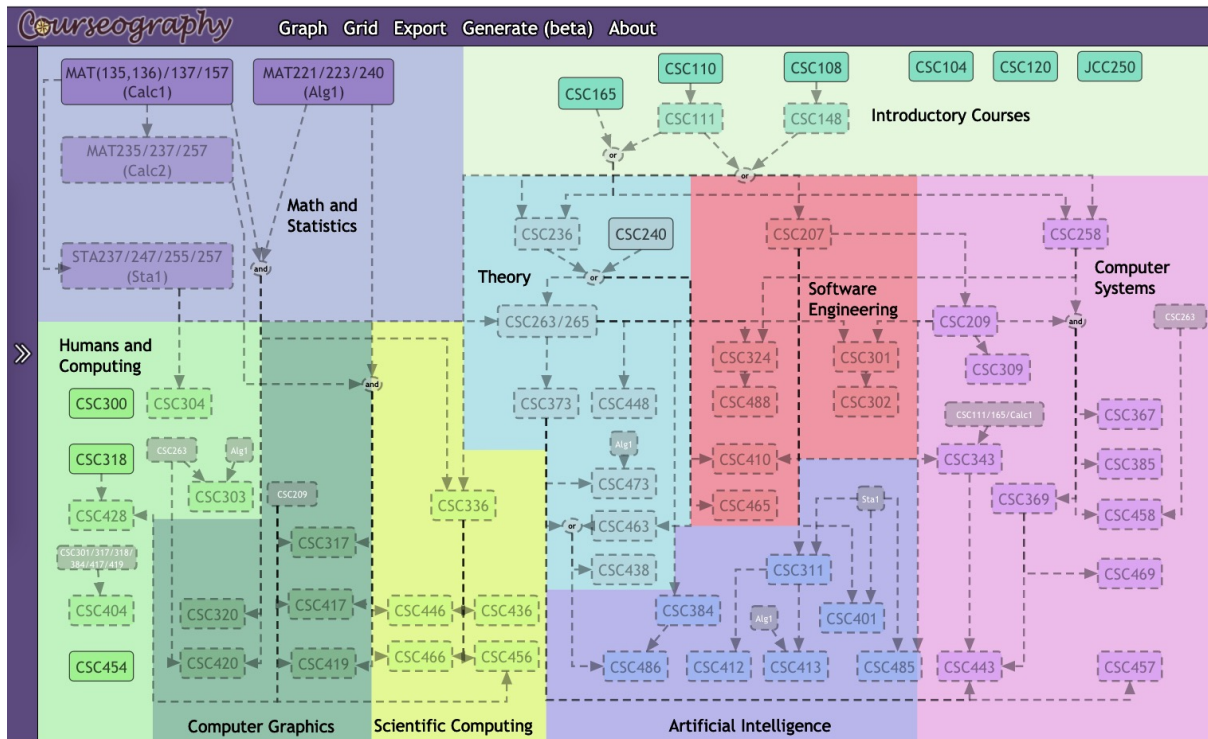 Courseography
Graph Grid Export Generate (beta) About
MAT(135,136)/137/157
(Calc1)
MAT221/223/240
(Alg1)
CSC165
CSC110
CSC108
CSC104
CSC120
JCC250
CSC111
CSC148
Introductory Courses
MAT235/237/257
(Calc2)
or
or
Math and
Statistics
CSC236
CSC240
CSC207
CSC258
STA237/247/255/257
(Sta1)
and
Theory
or
Software
Engineering
Computer
Systems
CSC263/265
CSC209
and
CSC263
Humans and
Computing
CSC324
CSC301
CSC309
and
CSC300
CSC304
CSC373
CSC448
CSC488
CSC302
CSC111/165/Calc1
CSC367
CSC318
CSC263
Alg1
Alg1
CSC410
CSC343
CSC385
CSC303
CSC209
CSC473
CSC428
CSC336
CSC465
Sta1
CSC369
CSC458
or
CSC463
CSC317
CSC301/317/318/
384/417/419
CSC438
CSC311
CSC469
CSC404
CSC320
CSC417
CSC446
CSC436
CSC384
Alg1
CSC401
CSC454
CSC420
CSC419
CSC466
CSC456
CSC486
CSC412
CSC413
CSC485
CSC443
CSC457
Computer Graphics
Scientific Computing
Artificial Intelligence